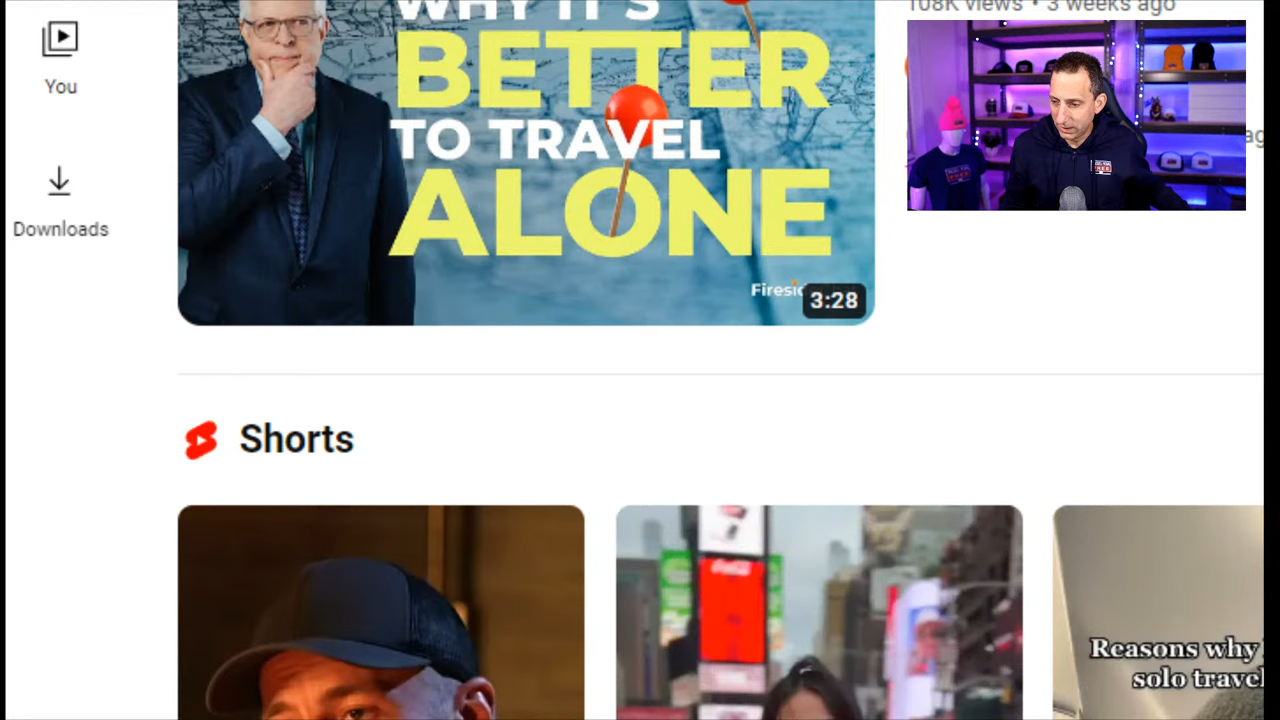 108K views • 3 weeks ago
You
WHY IT'S
BETTER
TO TRAVEL
ALONE
3:28
Downloads
Shorts
Reasons why
solo travel